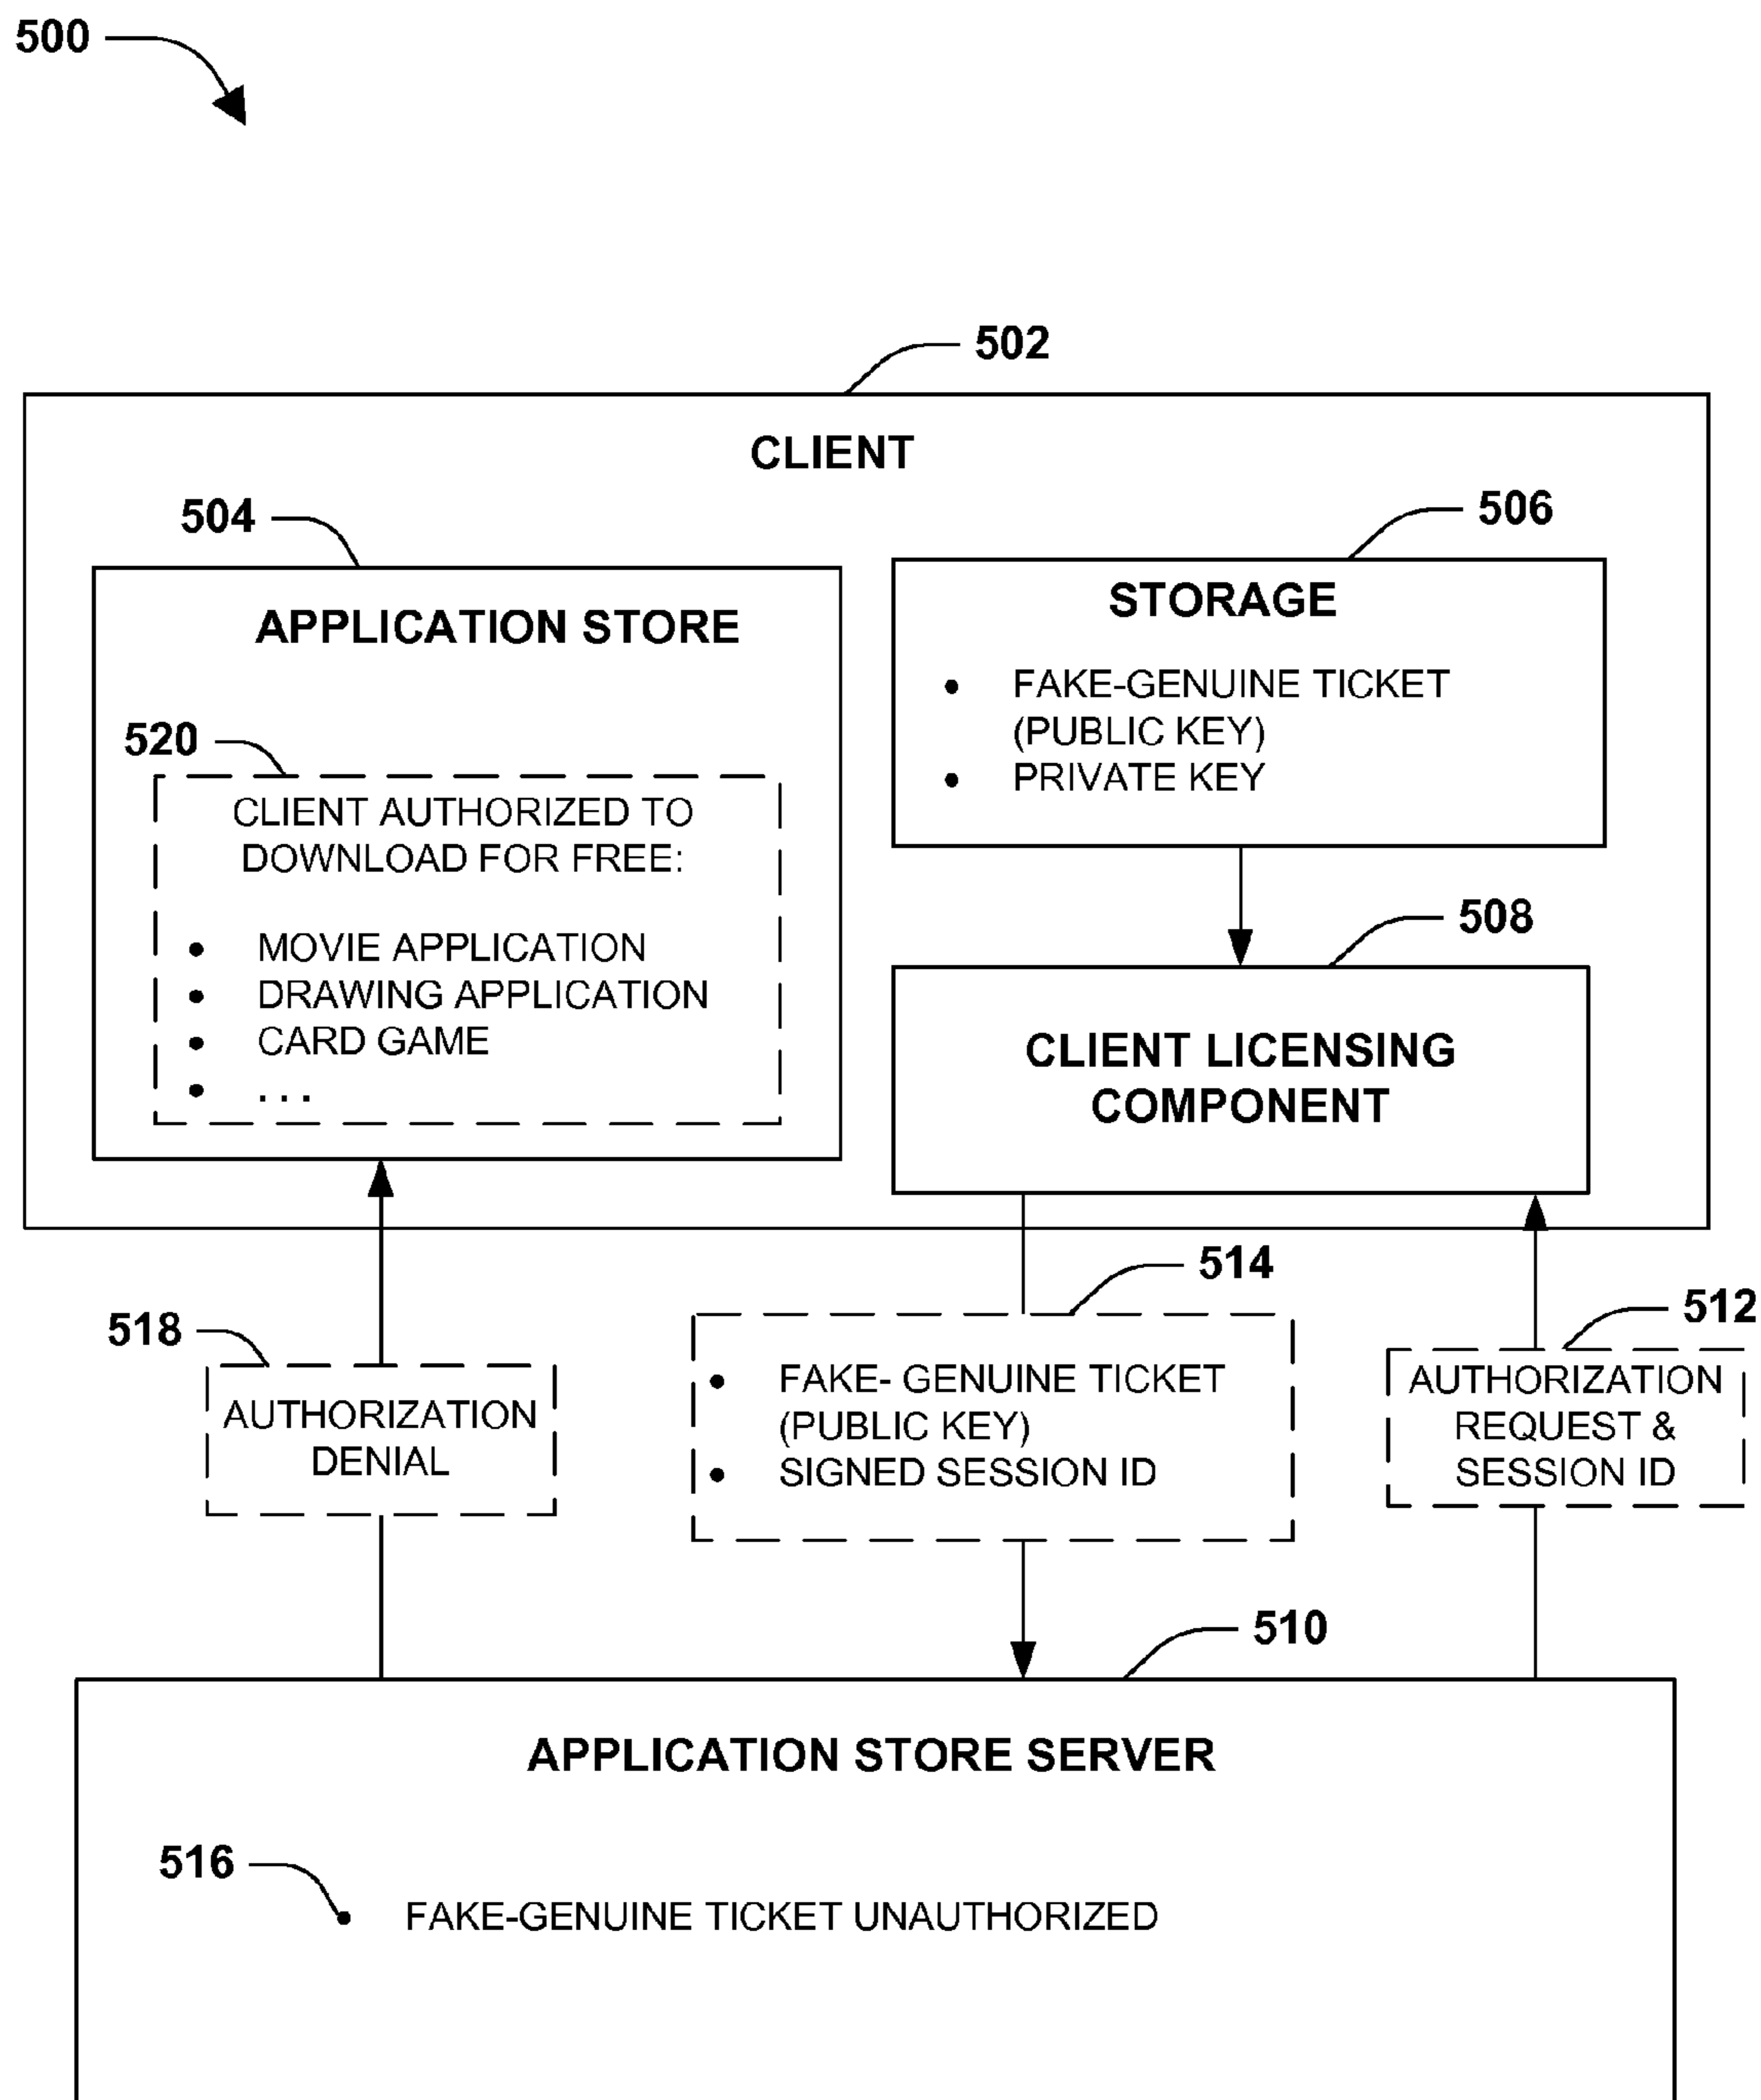 500
502
CLIENT
504
506
APPLICATION STORE
STORAGE
• FAKE-GENUINE TICKET
(PUBLIC KEY)
• PRIVATE KEY
520
CLIENT AUTHORIZED TO
DOWNLOAD FOR FREE:
• MOVIE APPLICATION
• DRAWING APPLICATION
• CARD GAME
• . . .
508
CLIENT LICENSING
COMPONENT
514
512
518
AUTHORIZATION
DENIAL
• FAKE- GENUINE TICKET
(PUBLIC KEY)
• SIGNED SESSION ID
AUTHORIZATION
REQUEST &
SESSION ID
510
APPLICATION STORE SERVER
516
• FAKE-GENUINE TICKET UNAUTHORIZED